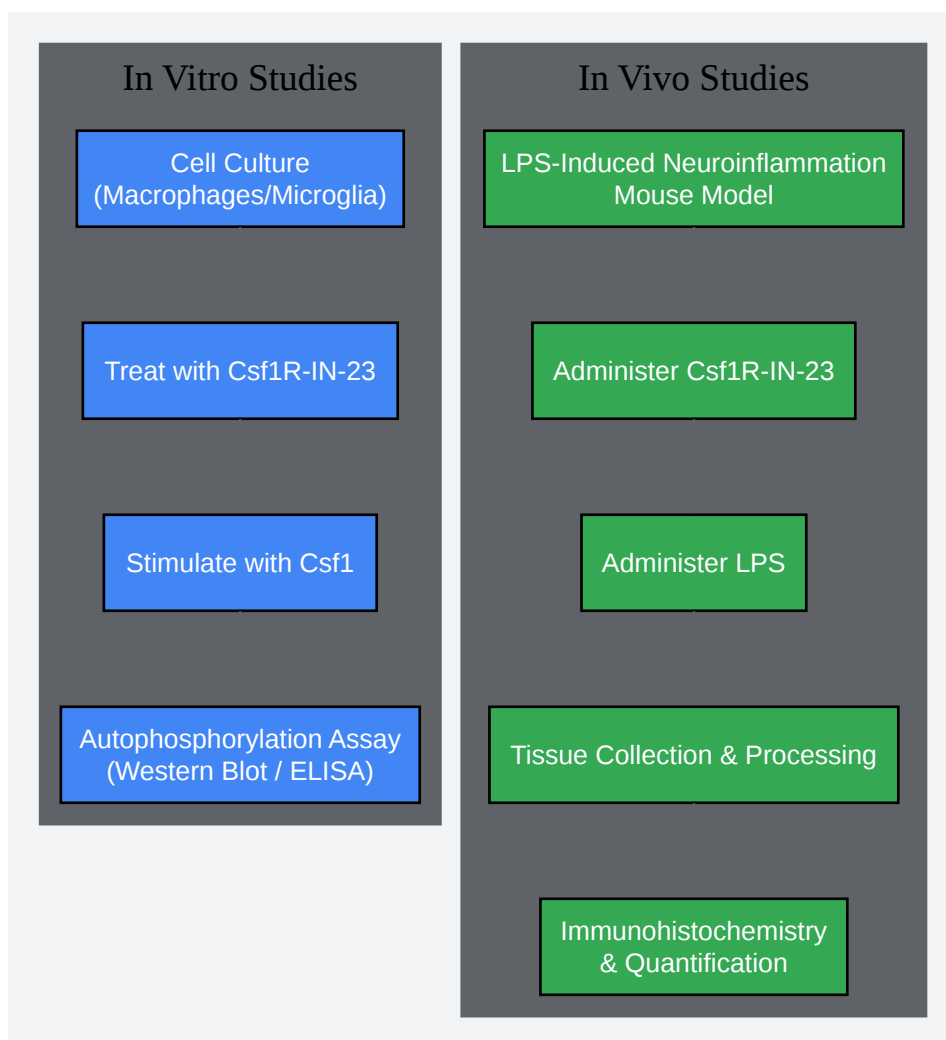 In Vitro Studies
Cell Culture
(Macrophages/Microglia)
Treat with Csf1R-IN-23
Stimulate with Csf1
Autophosphorylation Assay
(Western Blot / ELISA)
In Vivo Studies
LPS-Induced Neuroinflammation
Mouse Model
Administer Csf1R-IN-23
Administer LPS
Tissue Collection & Processing
Immunohistochemistry
& Quantification